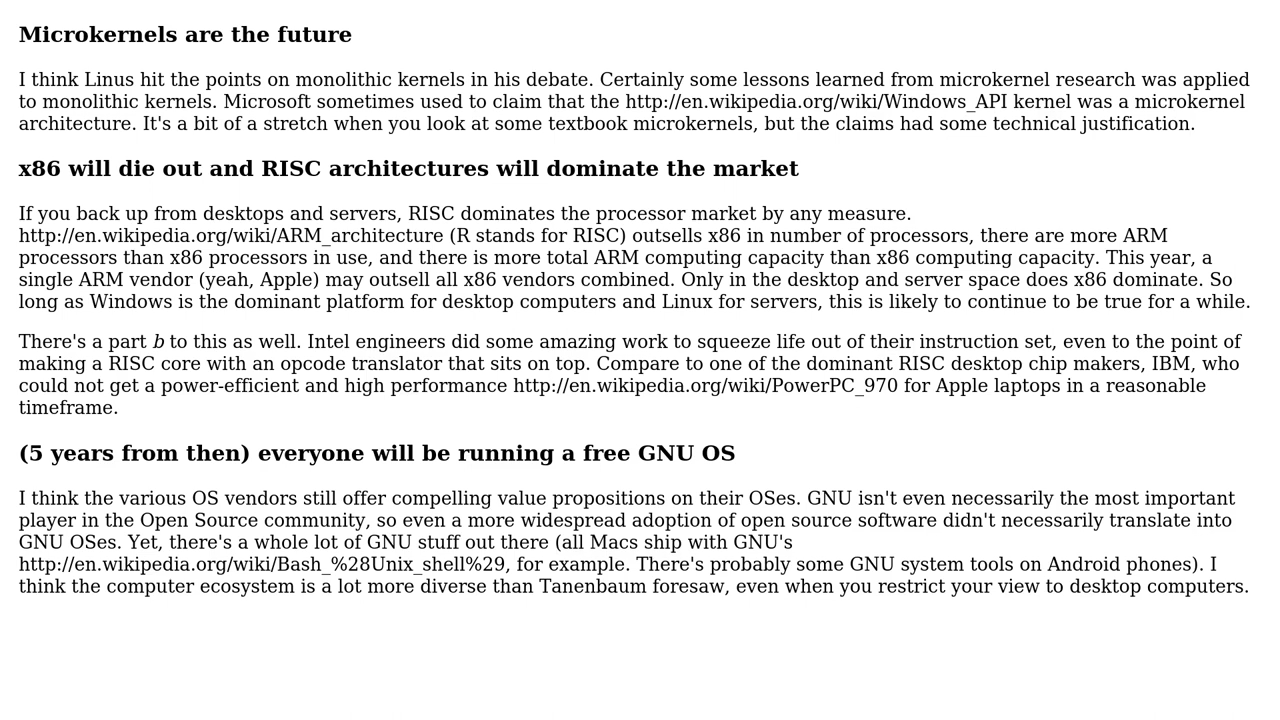 Microkernels are the future
I think Linus hit the points on monolithic kernels in his debate. Certainly some lessons learned from microkernel research was applied
to monolithic kernels. Microsoft sometimes used to claim that the http://en.wikipedia.org/wiki/Windows_API kernel was a microkernel
architecture. It's a bit of a stretch when you look at some textbook microkernels, but the claims had some technical justification.
x86 will die out and RISC architectures will dominate the market
If you back up from desktops and servers, RISC dominates the processor market by any measure.
http://en.wikipedia.org/wiki/ARM_architecture (R stands for RISC) outsells x86 in number of processors, there are more ARM
processors than x86 processors in use, and there is more total ARM computing capacity than x86 computing capacity. This year, a
single ARM vendor (yeah, Apple) may outsell all x86 vendors combined. Only in the desktop and server space does x86 dominate. So
long as Windows is the dominant platform for desktop computers and Linux for servers, this is likely to continue to be true for a while.
There's a part b to this as well. Intel engineers did some amazing work to squeeze life out of their instruction set, even to the point of
making a RISC core with an opcode translator that sits on top. Compare to one of the dominant RISC desktop chip makers, IBM, who
could not get a power-efficient and high performance http://en.wikipedia.org/wiki/PowerPC_970 for Apple laptops in a reasonable
timeframe.
(5 years from then) everyone will be running a free GNU OS
I think the various OS vendors still offer compelling value propositions on their OSes. GNU isn't even necessarily the most important
player in the Open Source community, so even a more widespread adoption of open source software didn't necessarily translate into
GNU OSes. Yet, there's a whole lot of GNU stuff out there (all Macs ship with GNU's
http://en.wikipedia.org/wiki/Bash_%28Unix_shell%29, for example. There's probably some GNU system tools on Android phones). I
think the computer ecosystem is a lot more diverse than Tanenbaum foresaw, even when you restrict your view to desktop computers.